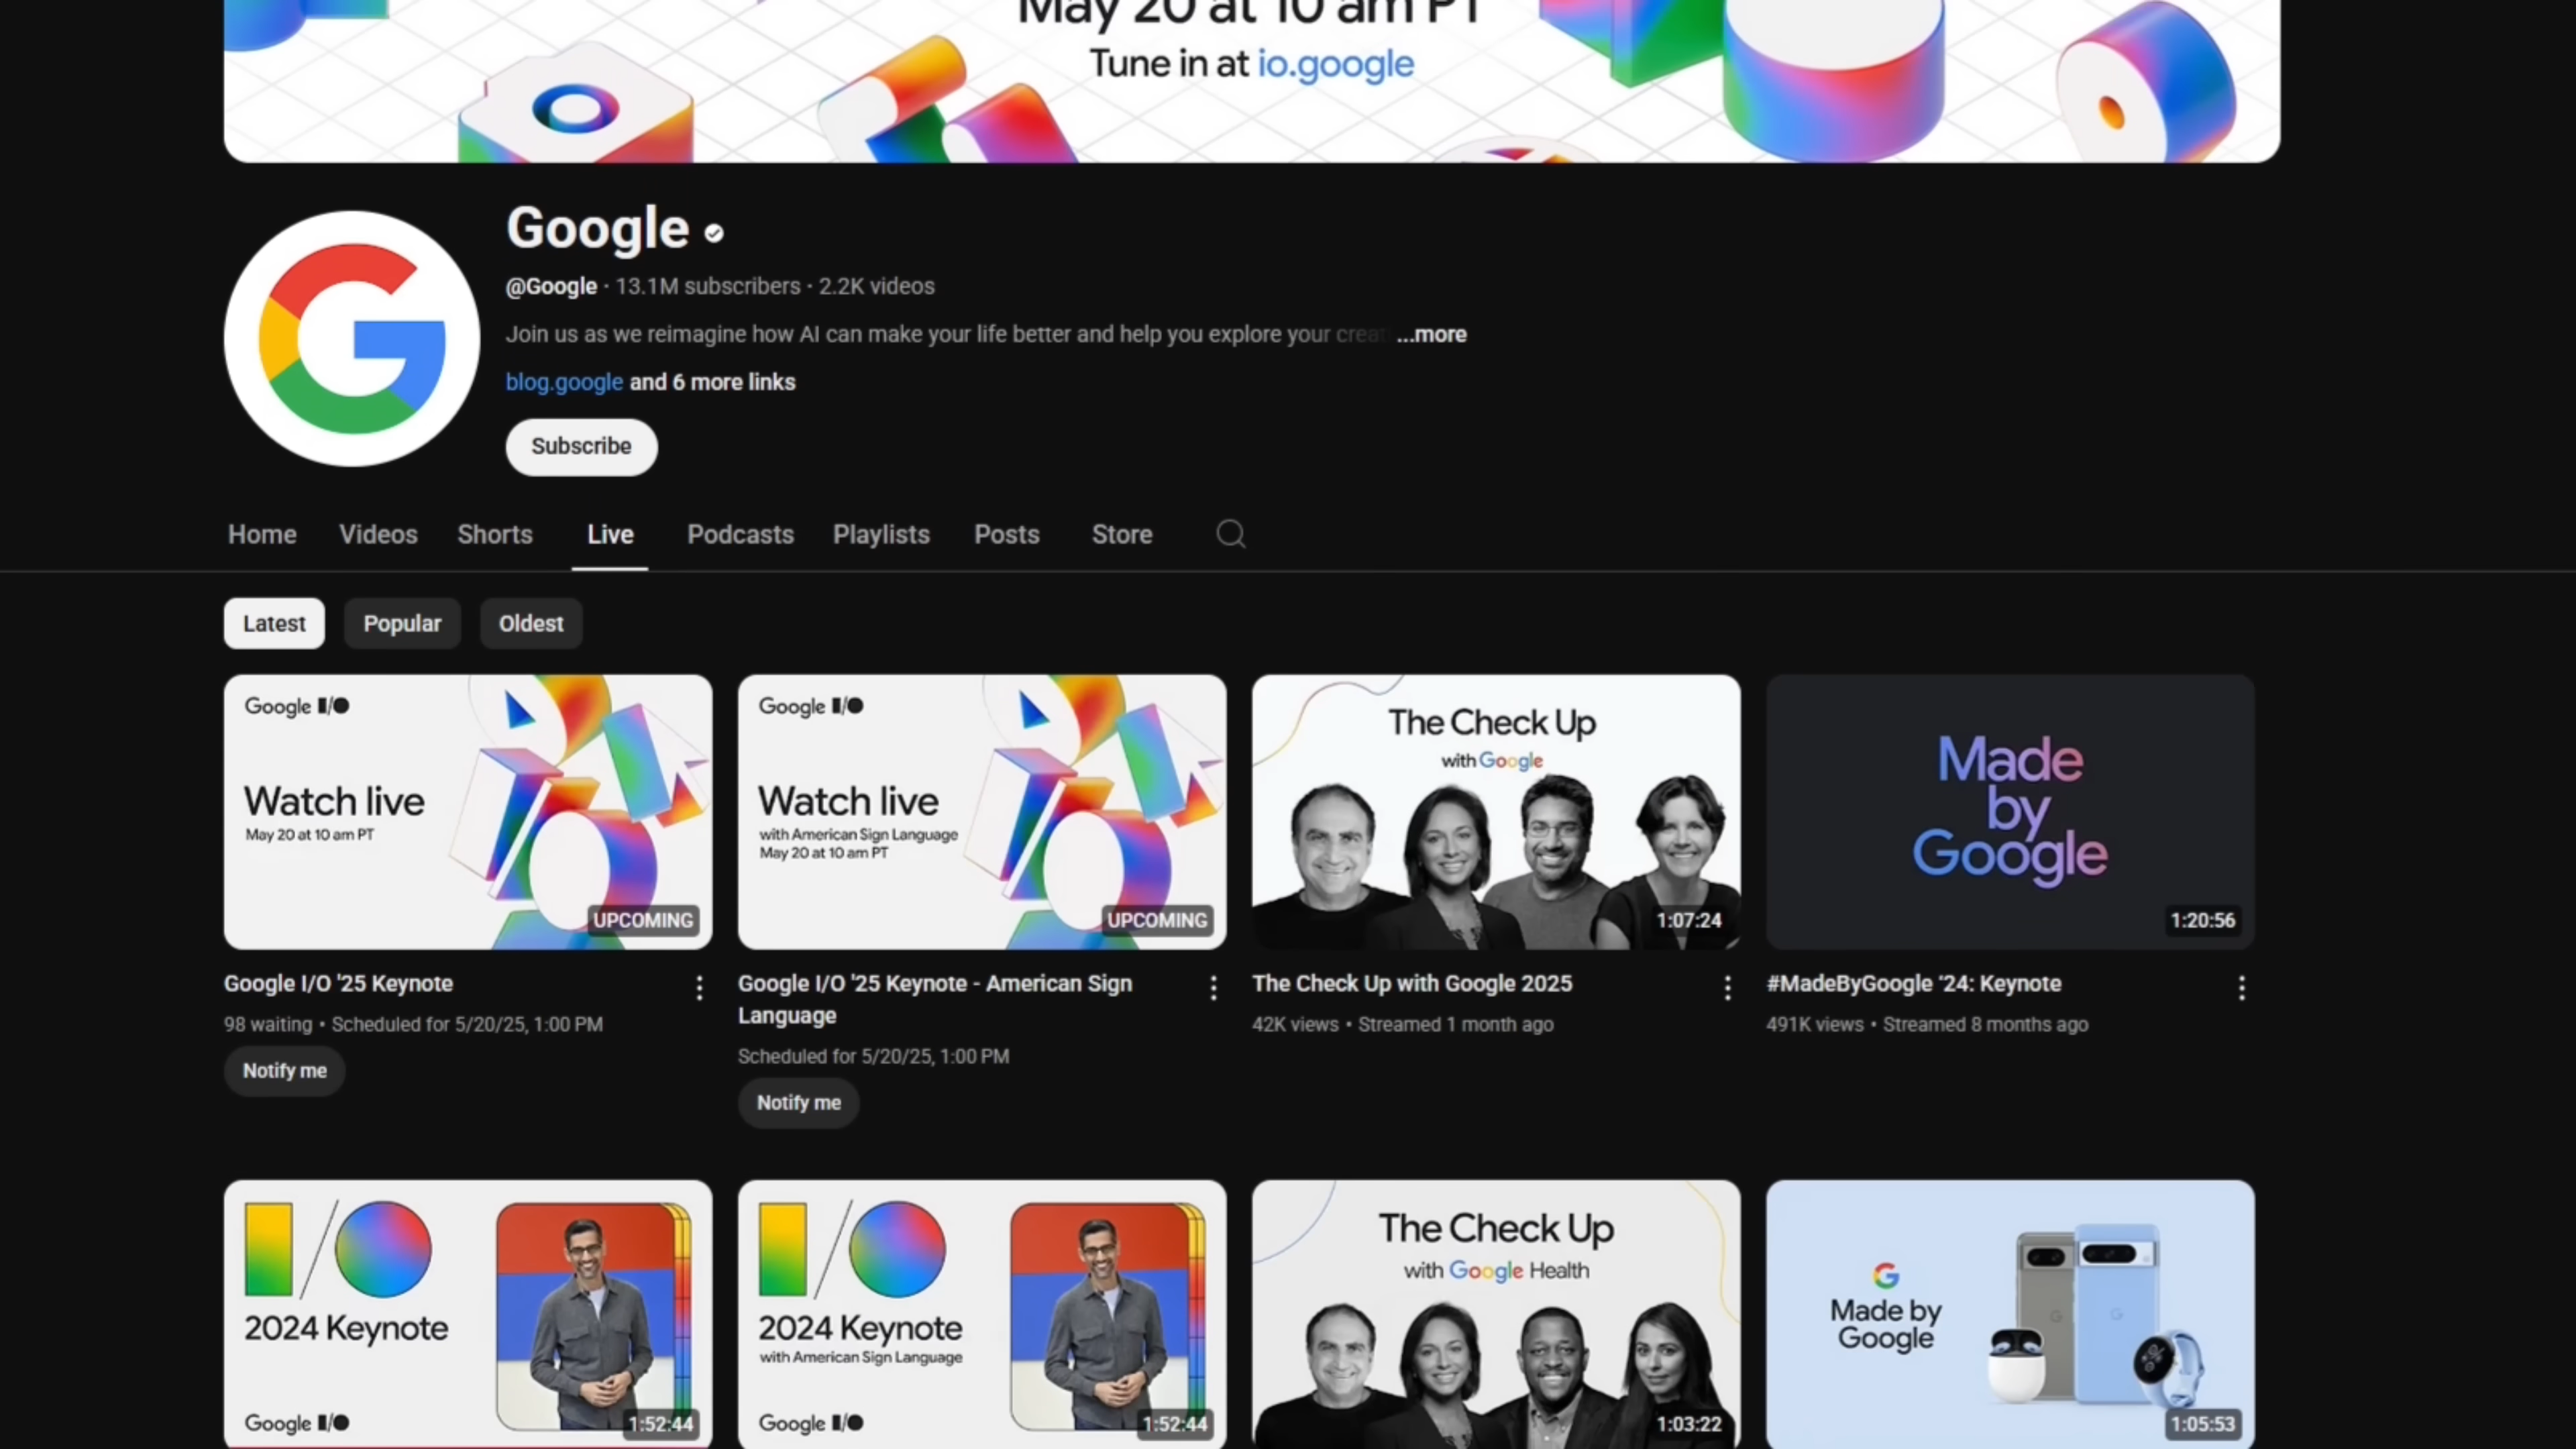 May 20 at 10 am PT
Tune in at io.google
Google
@Google · 13.1M subscribers · 2.2K videos
Join us as we reimagine how AI can make your life better and help you explore your ...more
blog.google and 6 more links
Subscribe
Home Videos Shorts Live Podcasts Playlists Posts Store
Latest Popular Oldest
Google I/O
Watch live
May 20 at 10 am PT
UPCOMING
Google I/O '25 Keynote
98 waiting • Scheduled for 5/20/25, 1:00 PM
Notify me
Google I/O
Watch live
with American Sign Language
May 20 at 10 am PT
UPCOMING
Google I/O '25 Keynote - American Sign
Language
Scheduled for 5/20/25, 1:00 PM
Notify me
The Check Up
with Google
1:07:24
The Check Up with Google 2025
42K views • Streamed 1 month ago
Made
by
Google
1:20:56
#MadeByGoogle '24: Keynote
491K views • Streamed 8 months ago
I/O
2024 Keynote
Google I/O
1:52:44
I/O
2024 Keynote
with American Sign Language
Google I/O
1:52:44
The Check Up
with Google Health
1:03:22
G
Made by
Google
1:05:53